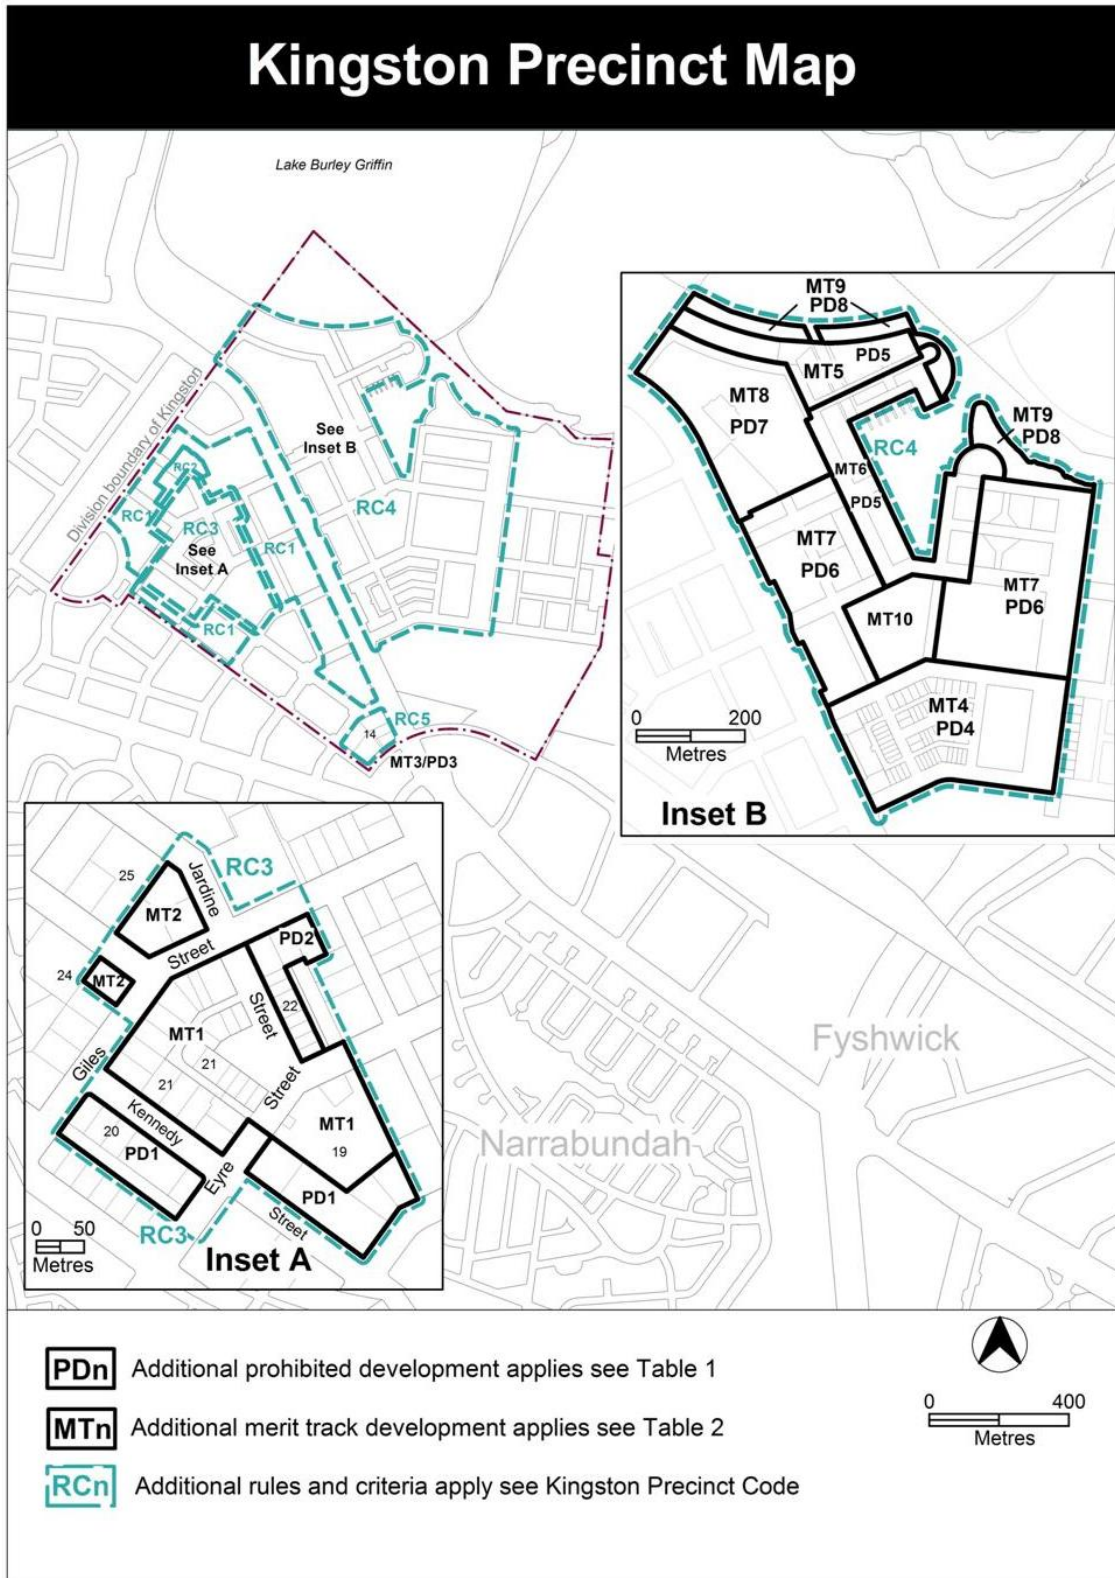 Kingston Precinct Map
Lake Burley Griffin
Division boundary of Kingston
See
Inset B
RC4
RC2
RC1
RC3
See
Inset A
RC1
RC1
RC5
14
MT3/PD3
MT9
PD8
PD5
MT5
MT8
PD7
MT9
PD8
RC4
MT6
PD5
MT7
PD6
MT7
PD6
MT10
MT4
PD4
0 200
Metres
Inset B
RC3
25
Jardine
MT2
Street
PD2
24
MT2
22
Street
MT1
21
Giles
21
Street
Kennedy
MT1
20
19
PD1
Eyre
PD1
Street
RC3
0 50
Metres
Inset A
Fyshwick
Narrabundah
PDn Additional prohibited development applies see Table 1
MTn Additional merit track development applies see Table 2
RCn Additional rules and criteria apply see Kingston Precinct Code
0 400
Metres